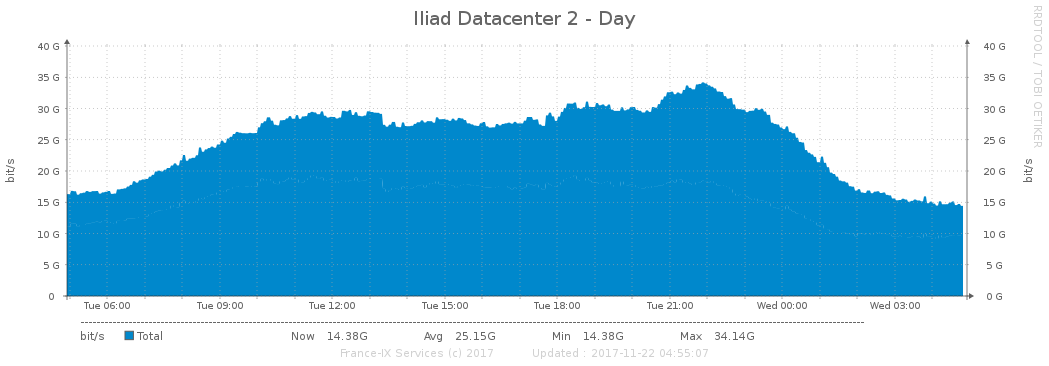 Iliad Datacenter 2 - Day
RRDTOOL / TOBI OETIKER
bit/s
bit/s
40 G 40 G
35 G 35 G
30 G 30 G
25 G 25 G
20 G 20 G
15 G 15 G
10 G 10 G
5 G 5 G
0 0 G
Tue 06:00 Tue 09:00 Tue 12:00 Tue 15:00 Tue 18:00 Tue 21:00 Wed 00:00 Wed 03:00
bit/s Total Now 14.38G Avg 25.15G Min 14.38G Max 34.14G
France-IX Services (c) 2017 Updated : 2017-11-22 04:55:07